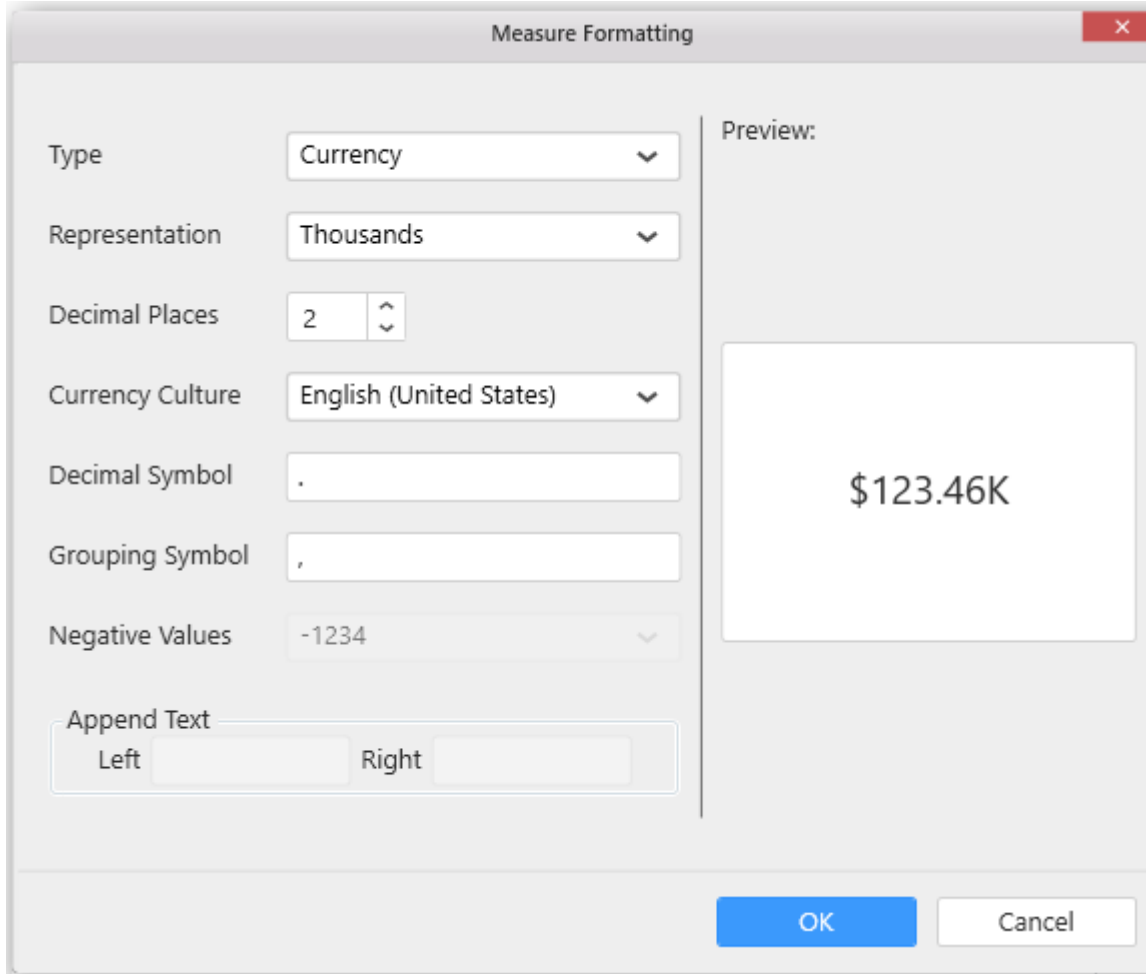 Measure Formatting
Type Currency
Representation Thousands
Decimal Places 2
Currency Culture English (United States)
Decimal Symbol .
Grouping Symbol ,
Negative Values -1234
Append Text
Left Right
Preview:
$123.46K
OK Cancel